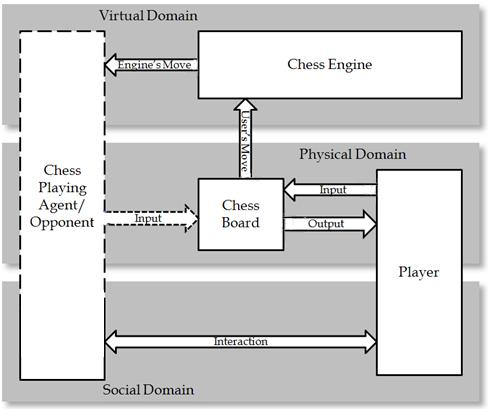 Virtual Domain
Engine's Move
Chess Engine
User's Move
Physical Domain
Chess
Playing
Agent/
Opponent
Input
Chess
Board
Input
Output
Player
Interaction
Social Domain